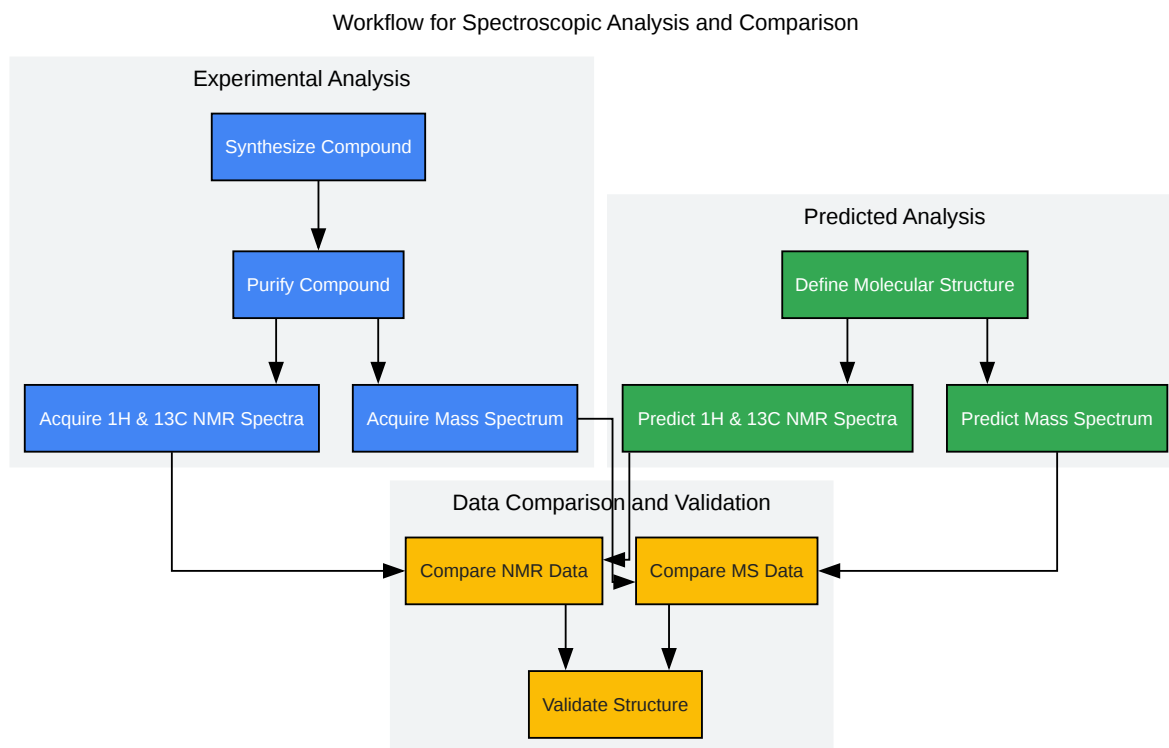 Workflow for Spectroscopic Analysis and Comparison
Experimental Analysis
Synthesize Compound
Purify Compound
Acquire 1H & 13C NMR Spectra
Acquire Mass Spectrum
Predicted Analysis
Define Molecular Structure
Predict 1H & 13C NMR Spectra
Predict Mass Spectrum
Data Comparison and Validation
Compare NMR Data
Compare MS Data
Validate Structure